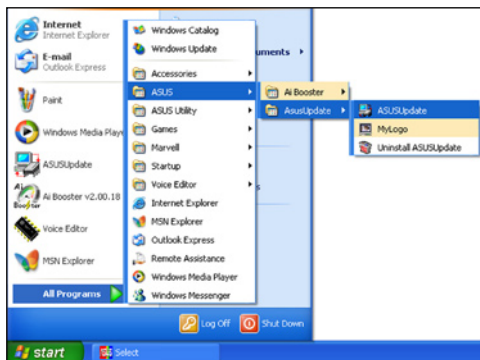 Internet
Internet Explorer
E-mail
Outlook Express
Paint
Windows Media Playe
ASUSUpdate
Ai Booster v2.00.18
Voice Editor
MSN Explorer
All Programs
Windows Catalog
Windows Update
Accessories
ASUS
ASUS Utility
Games
Marvell
Startup
Voice Editor
Internet Explorer
MSN Explorer
Outlook Express
Remote Assistance
Windows Media Player
Windows Messenger
uments
s
Ai Booster
AsusUpdate
ASUSUpdate
MyLogo
Uninstall ASUSUpdate
Log Off
Shut Down
start
Select